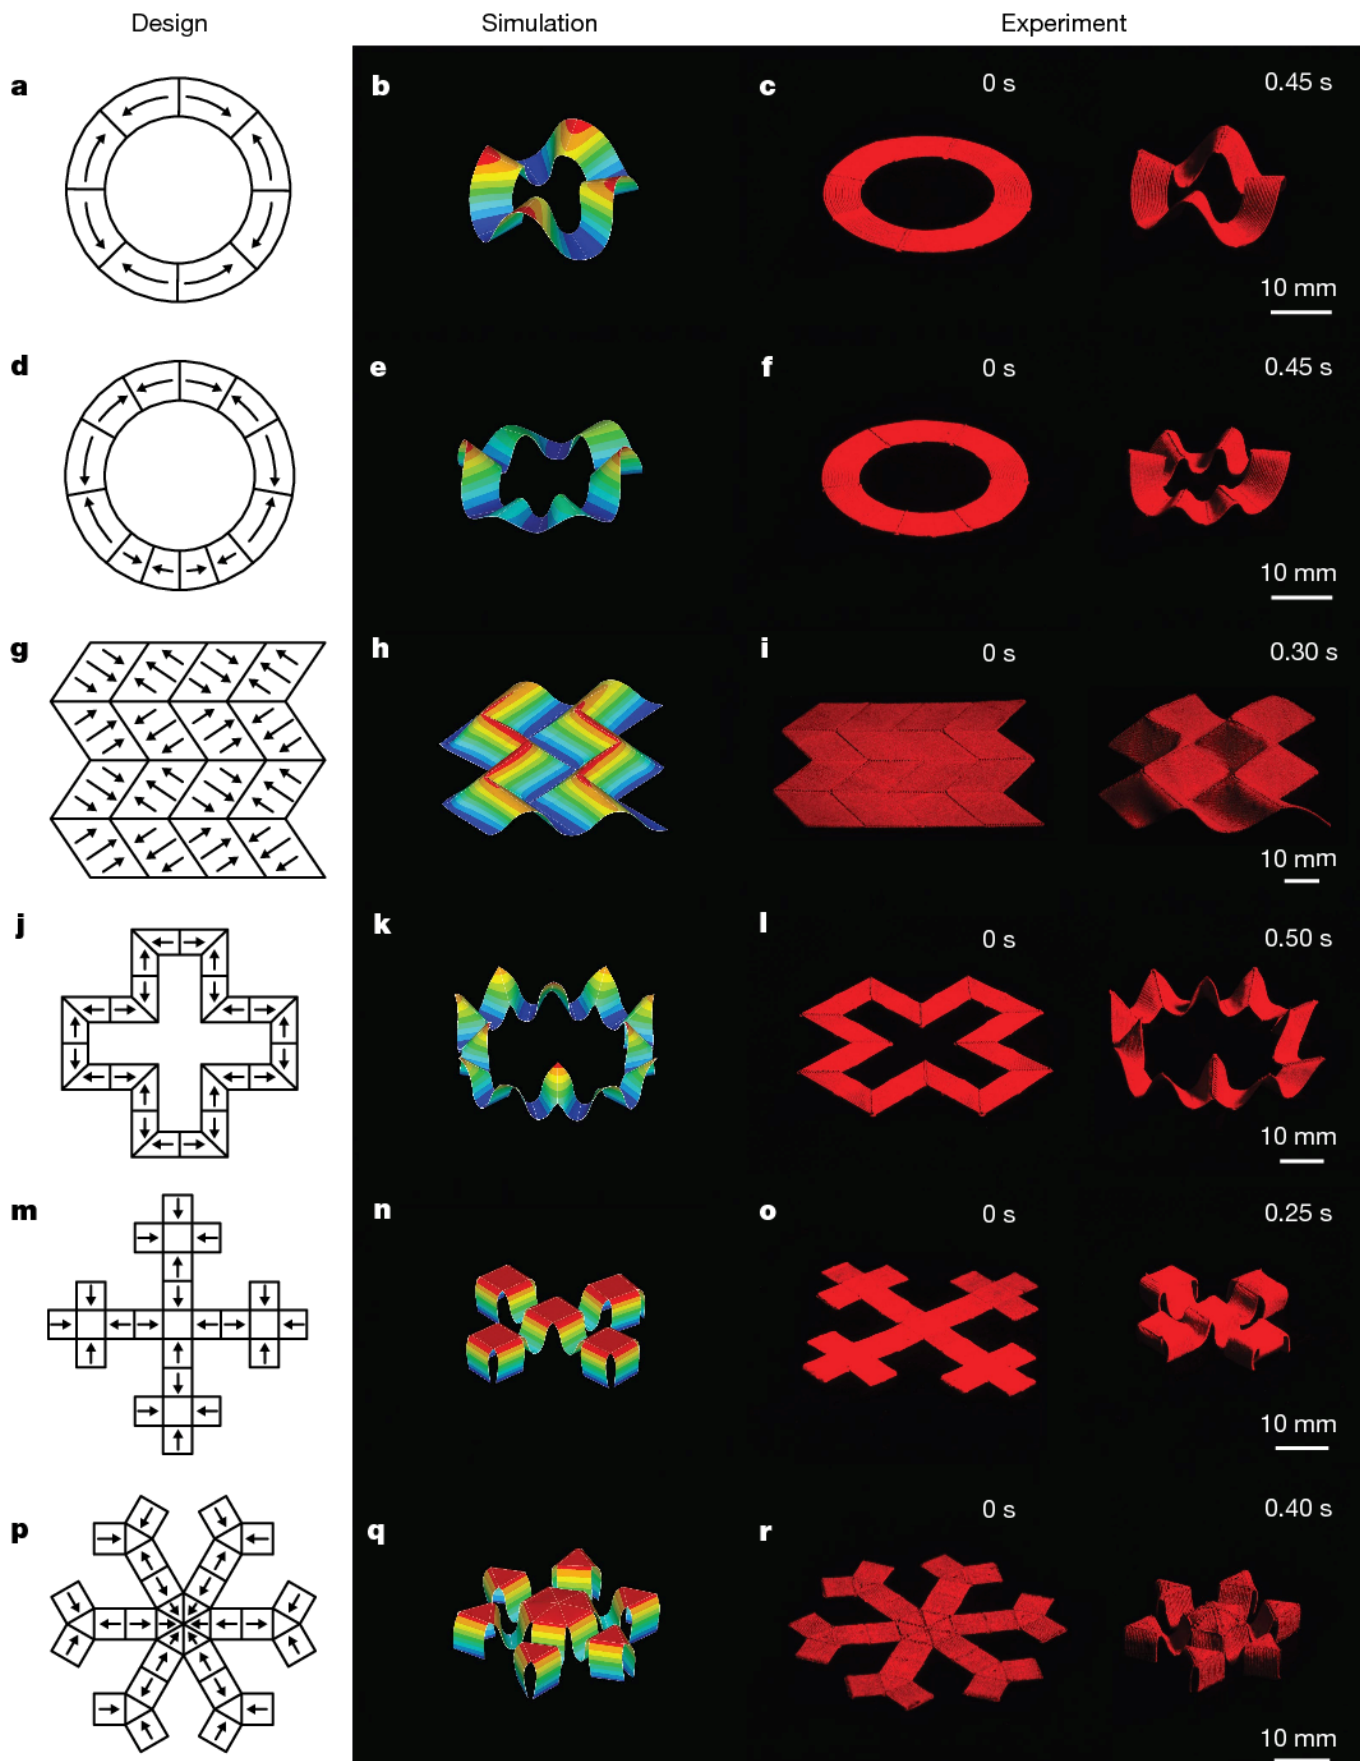 Design Simulation Experiment
a b c 0 s 0.45 s
10 mm
d e f 0 s 0.45 s
10 mm
g h i 0 s 0.30 s
10 mm
j k l 0 s 0.50 s
10 mm
m n o 0 s 0.25 s
10 mm
p q r 0 s 0.40 s
10 mm